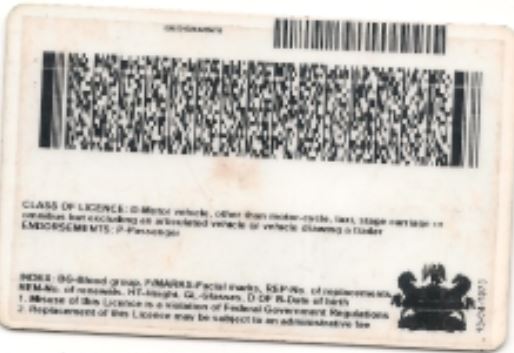 CLASS OF LICENCE: D-Motor vehicle, other than motor-cycle, taxi, stage carriage or
omnibus but excluding an articulated vehicle or vehicle drawing a trailer
ENDORSEMENTS: P-Passenger
INDEX: BG-Blood group, F/MARKS-Facial marks, REP-No. of replacements,
REN-No. of renewals, HT-Height, GL-Glasses, D OF B-Date of birth
1. Misuse of this Licence is a violation of Federal Government Regulations
2. Replacement of this Licence may be subject to an administrative fee